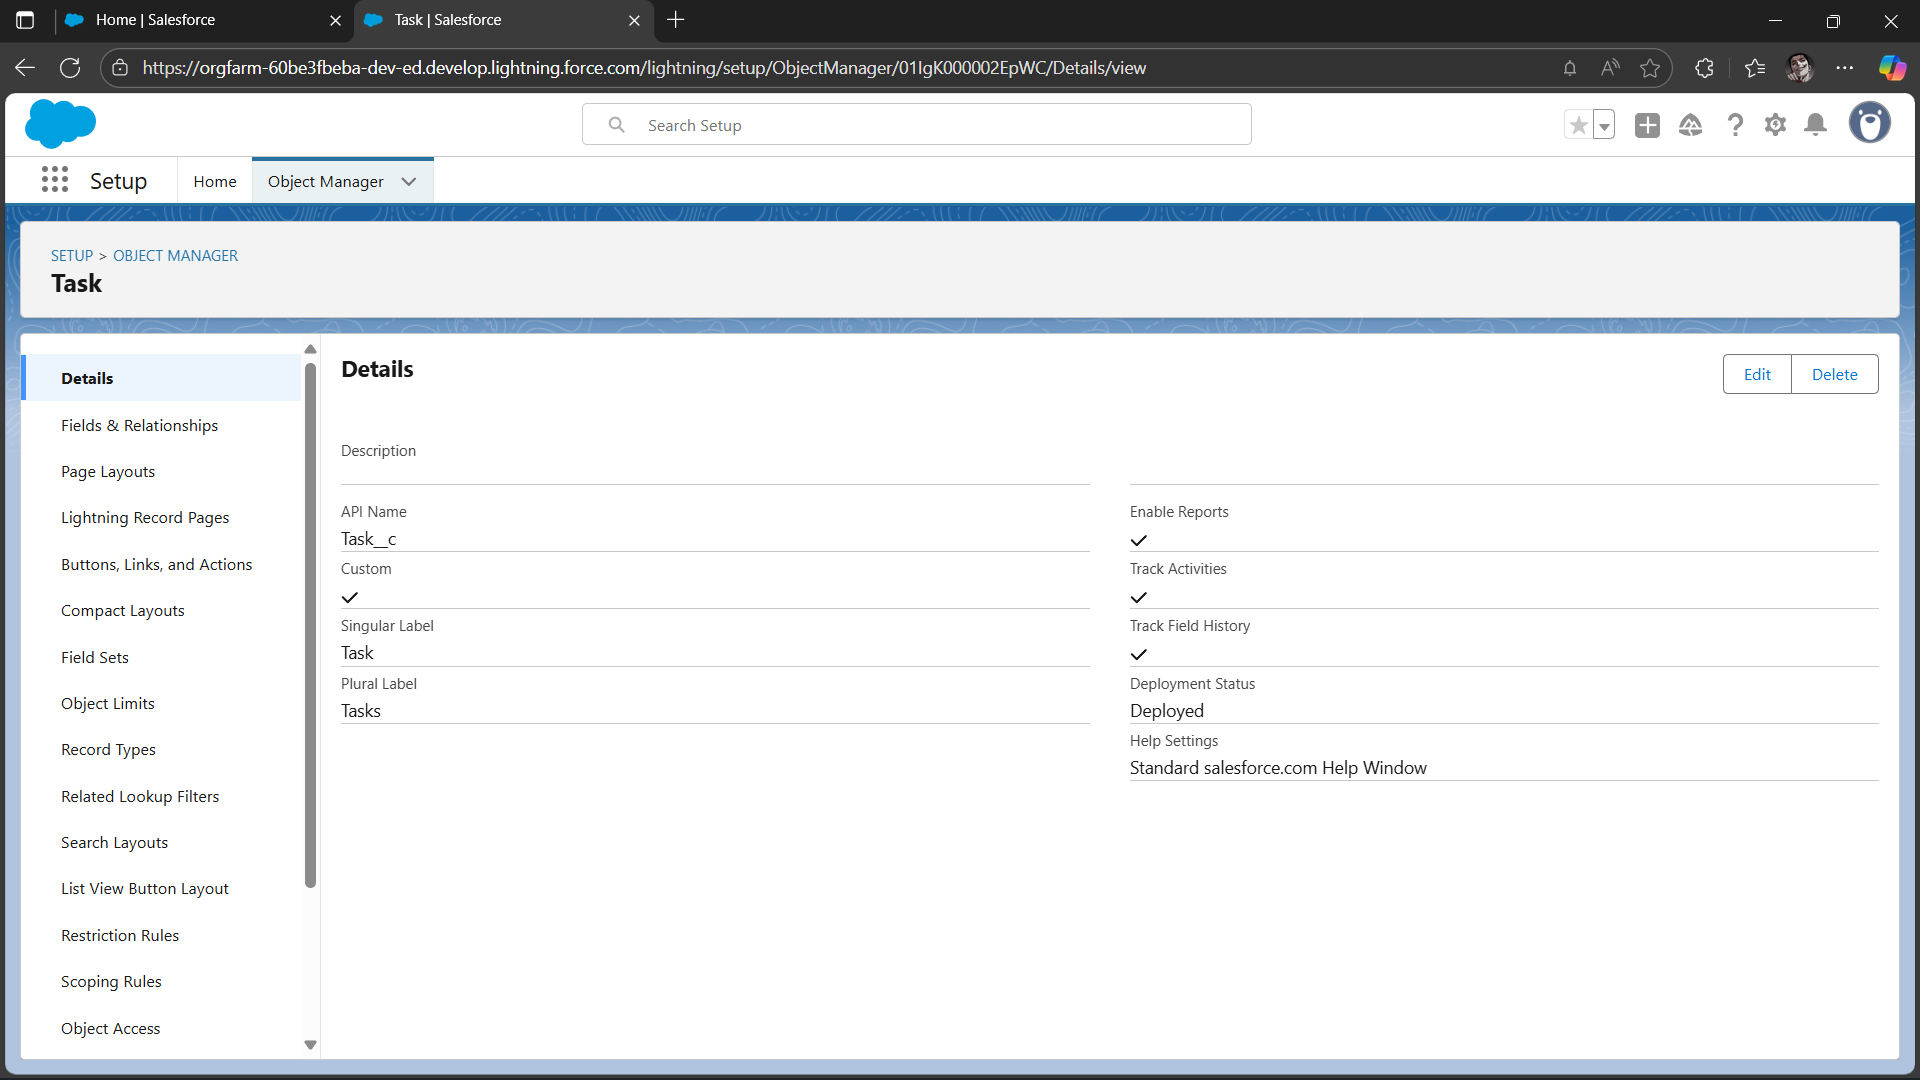 Home | Salesforce
Task | Salesforce
https://orgfarm-60be3fbeba-dev-ed.develop.lightning.force.com/lightning/setup/ObjectManager/01IgK000002EpWC/Details/view
Search Setup
Setup
Home
Object Manager
SETUP > OBJECT MANAGER
Task
Details
Fields & Relationships
Page Layouts
Lightning Record Pages
Buttons, Links, and Actions
Compact Layouts
Field Sets
Object Limits
Record Types
Related Lookup Filters
Search Layouts
List View Button Layout
Restriction Rules
Scoping Rules
Object Access
Details
Edit
Delete
Description
API Name
Task__c
Custom
Singular Label
Task
Plural Label
Tasks
Enable Reports
Track Activities
Track Field History
Deployment Status
Deployed
Help Settings
Standard salesforce.com Help Window